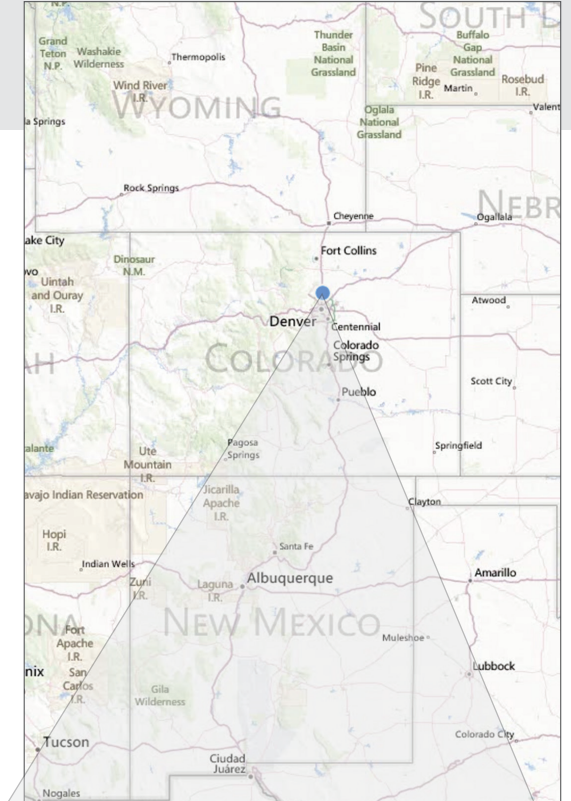 N.P.
SOUTH D
Grand
Teton
N.P.
Washakie
Wilderness
Thermopolis
Thunder
Basin
National
Grassland
Buffalo
Gap
National
Grassland
Pine
Ridge
I.R.
Martin
Rosebud
I.R.
Wind River
I.R.
WYOMING
Oglala
National
Grassland
Valent
la Springs
Rock Springs
NEBR
Cheyenne
Ogallala
ake City
Fort Collins
Dinosaur
N.M.
vo
Uintah
and Ouray
I.R.
Atwood
Denver
Centennial
Colorado
Springs
COLORADO
AH
Scott City
Pueblo
Pagosa
Springs
Springfield
alante
Ute
Mountain
I.R.
avajo Indian Reservation
Jicarilla
Apache
I.R.
Clayton
Hopi
I.R.
Santa Fe
Indian Wells
Zuni
I.R.
Laguna
I.R.
Albuquerque
Amarillo
NEW MEXICO
ONA
Fort
Apache
I.R.
Muleshoe
nix
San
Carlos
I.R.
Lubbock
Gila
Wilderness
Tucson
Colorado City
Ciudad
Juárez
Nogales